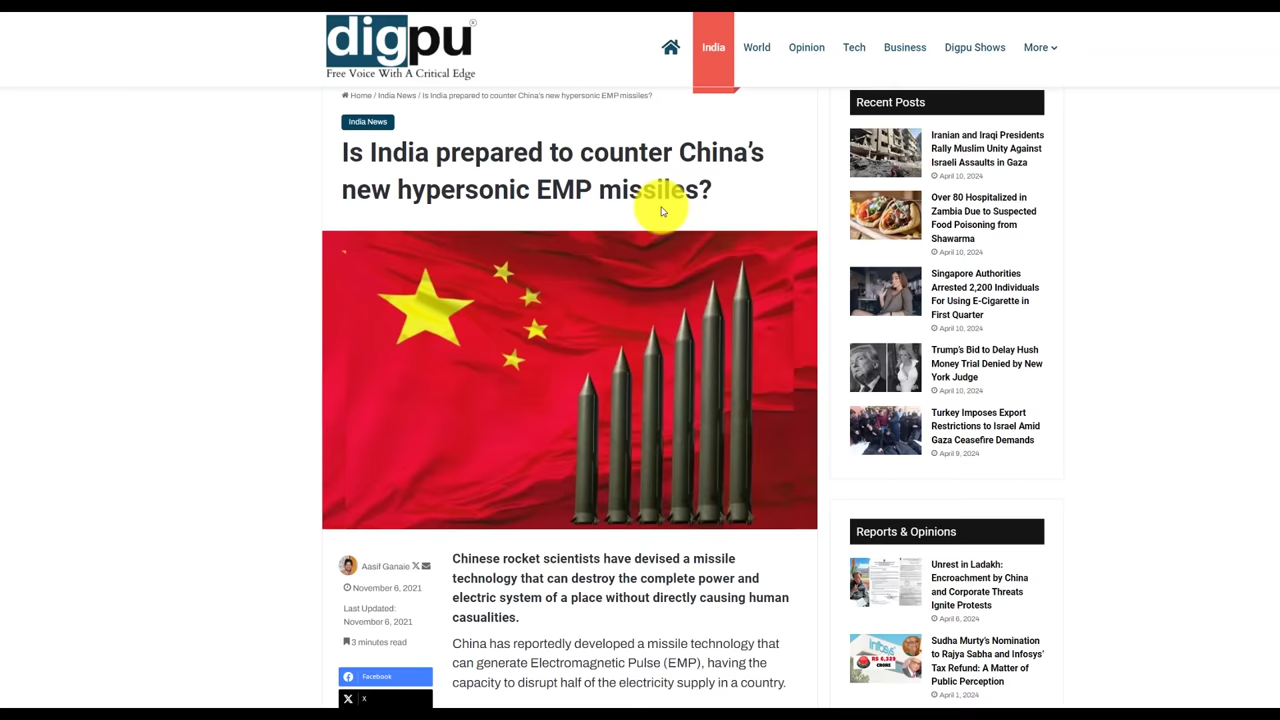 digpu
Free Voice With A Critical Edge
India
World
Opinion
Tech
Business
Digpu Shows
More
Home / India News / Is India prepared to counter China's new hypersonic EMP missiles?
India News
Is India prepared to counter China's
new hypersonic EMP missiles?
Aasif Ganaie
November 6, 2021
Last Updated:
November 6, 2021
3 minutes read
Facebook
X
Chinese rocket scientists have devised a missile
technology that can destroy the complete power and
electric system of a place without directly causing human
casualities.
China has reportedly developed a missile technology that
can generate Electromagnetic Pulse (EMP), having the
capacity to disrupt half of the electricity supply in a country.
Recent Posts
Iranian and Iraqi Presidents
Rally Muslim Unity Against
Israeli Assaults in Gaza
April 10, 2024
Over 80 Hospitalized in
Zambia Due to Suspected
Food Poisoning from
Shawarma
April 10, 2024
Singapore Authorities
Arrested 2,200 Individuals
For Using E-Cigarette in
First Quarter
April 10, 2024
Trump's Bid to Delay Hush
Money Trial Denied by New
York Judge
April 10, 2024
Turkey Imposes Export
Restrictions to Israel Amid
Gaza Ceasefire Demands
April 9, 2024
Reports & Opinions
Unrest in Ladakh:
Encroachment by China
and Corporate Threats
Ignite Protests
April 6, 2024
Infosys
RS 6,329
CRORE
Sudha Murty's Nomination
to Rajya Sabha and Infosys'
Tax Refund: A Matter of
Public Perception
April 1, 2024